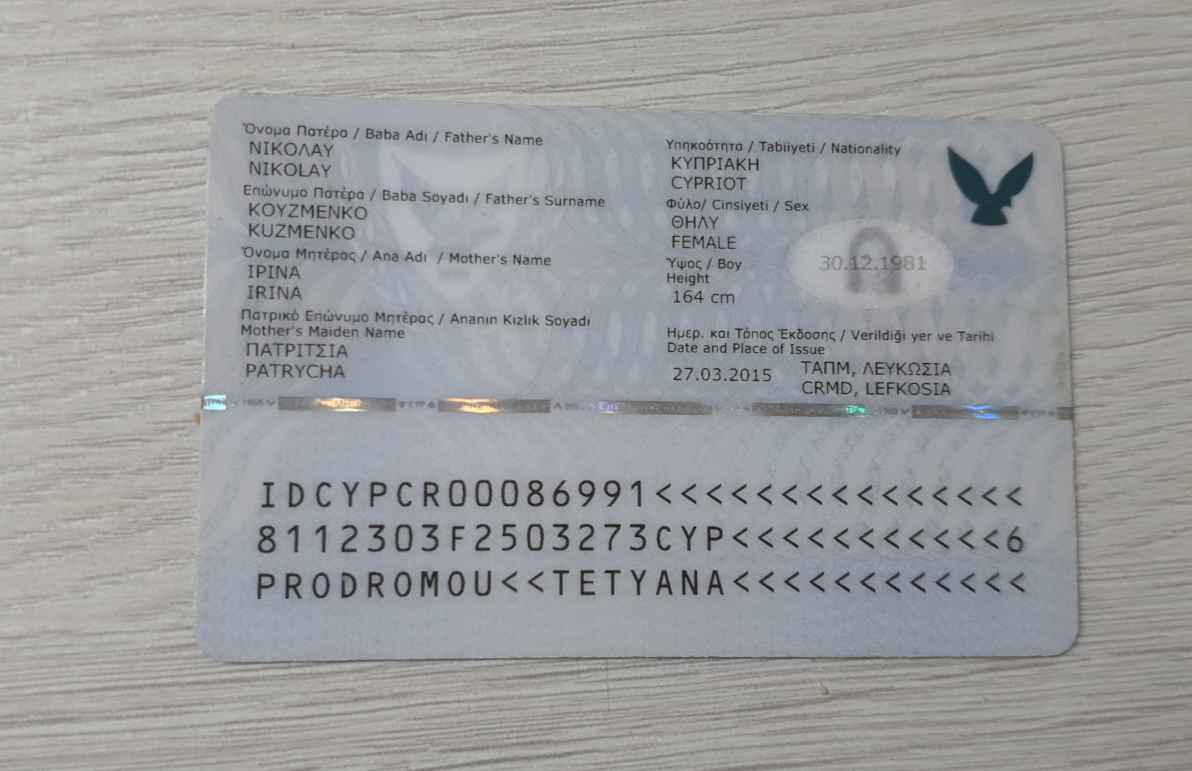 Όνομα Πατέρα / Baba Adı / Father's Name
ΝΙΚΟΛΑΥ
NIKOLAY
Επώνυμο Πατέρα / Baba Soyadı / Father's Surname
ΚΟΥΖΜΕΝΚΟ
KUZMENKO
Όνομα Μητέρας / Ana Adı / Mother's Name
ΙΡΙΝΑ
IRINA
Πατρικό Επώνυμο Μητέρας / Ananın Kızlık Soyadı
Mother's Maiden Name
ΠΑΤΡΙΤΣΙΑ
PATRYCHA
Υπηκοότητα / Tabiiyeti / Nationality
ΚΥΠΡΙΑΚΗ
CYPRIOT
Φύλο/ Cinsiyeti / Sex
ΘΗΛΥ
FEMALE
Ύψος / Boy
Height
164 cm
30.12.1981
Ημερ. και Τόπος Έκδοσης / Verildiği yer ve Tarihi
Date and Place of Issue
27.03.2015
ΤΑΠΜ, ΛΕΥΚΩΣΙΑ
CRMD, LEFKOSIA
IDCYPCR00086991<<<<<<<<<<<<<<<
8112303F2503273CYP<<<<<<<<<<<6
PRODROMOU<<TETYANA<<<<<<<<<<<<